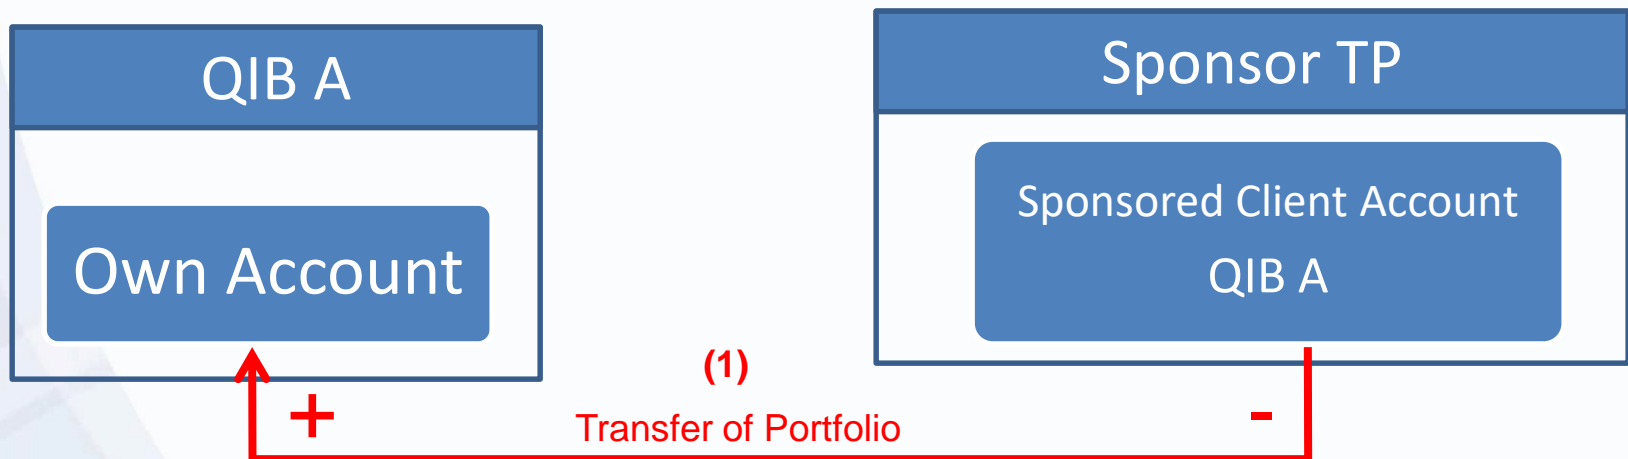 QIB A
Sponsor TP
Own Account
Sponsored Client Account
QIB A
(1)
+
Transfer of Portfolio
-